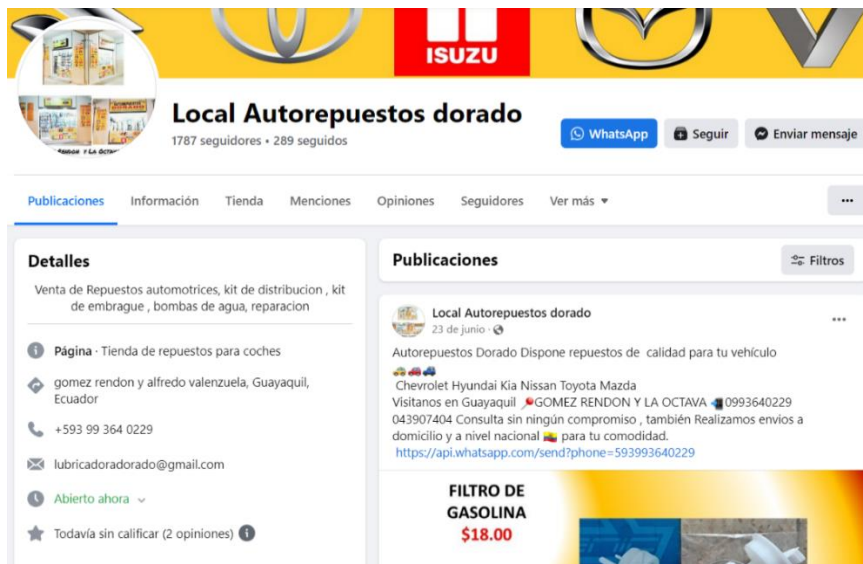 ISUZU
RENDON Y LA OCTAVA
Local Autorepuestos dorado
1787 seguidores • 289 seguidos
WhatsApp
Seguir
Enviar mensaje
Publicaciones
Información
Tienda
Menciones
Opiniones
Seguidores
Ver más
Detalles
Venta de Repuestos automotrices, kit de distribucion , kit
de embrague , bombas de agua, reparacion
Página · Tienda de repuestos para coches
gomez rendon y alfredo valenzuela, Guayaquil,
Ecuador
+593 99 364 0229
lubricadoradorado@gmail.com
Abierto ahora
Todavía sin calificar (2 opiniones)
Publicaciones
Filtros
Local Autorepuestos dorado
23 de junio ·
Autorepuestos Dorado Dispone repuestos de calidad para tu vehículo
🚕🚗🚙
Chevrolet Hyundai Kia Nissan Toyota Mazda
Visitanos en Guayaquil 📍GOMEZ RENDON Y LA OCTAVA 📲0993640229
043907404 Consulta sin ningún compromiso , también Realizamos envios a
domicilio y a nivel nacional 🇪🇨 para tu comodidad.
https://api.whatsapp.com/send?phone=593993640229
FILTRO DE
GASOLINA
$18.00